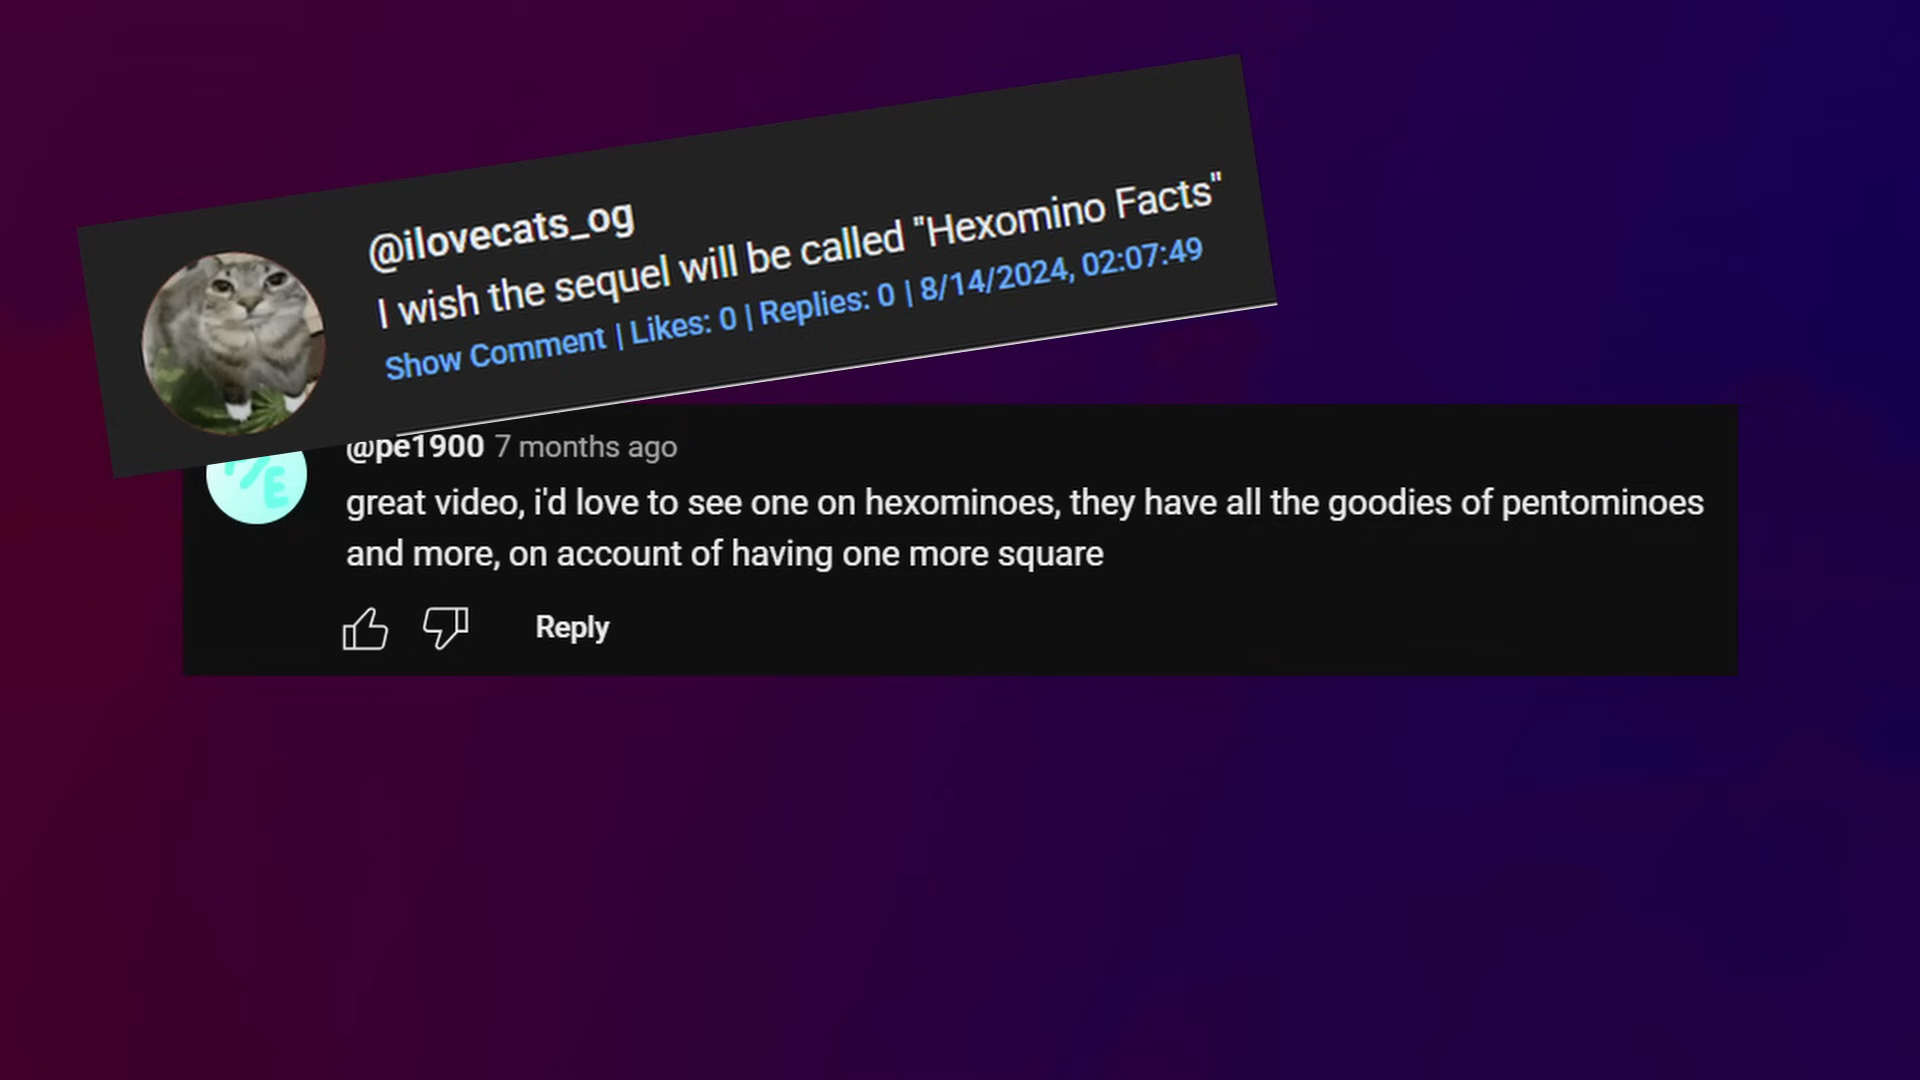 @ilovecats_og
I wish the sequel will be called "Hexomino Facts"
Show Comment | Likes: 0 | Replies: 0 | 8/14/2024, 02:07:49
@pe1900 7 months ago
great video, i'd love to see one on hexominoes, they have all the goodies of pentominoes
and more, on account of having one more square
Reply